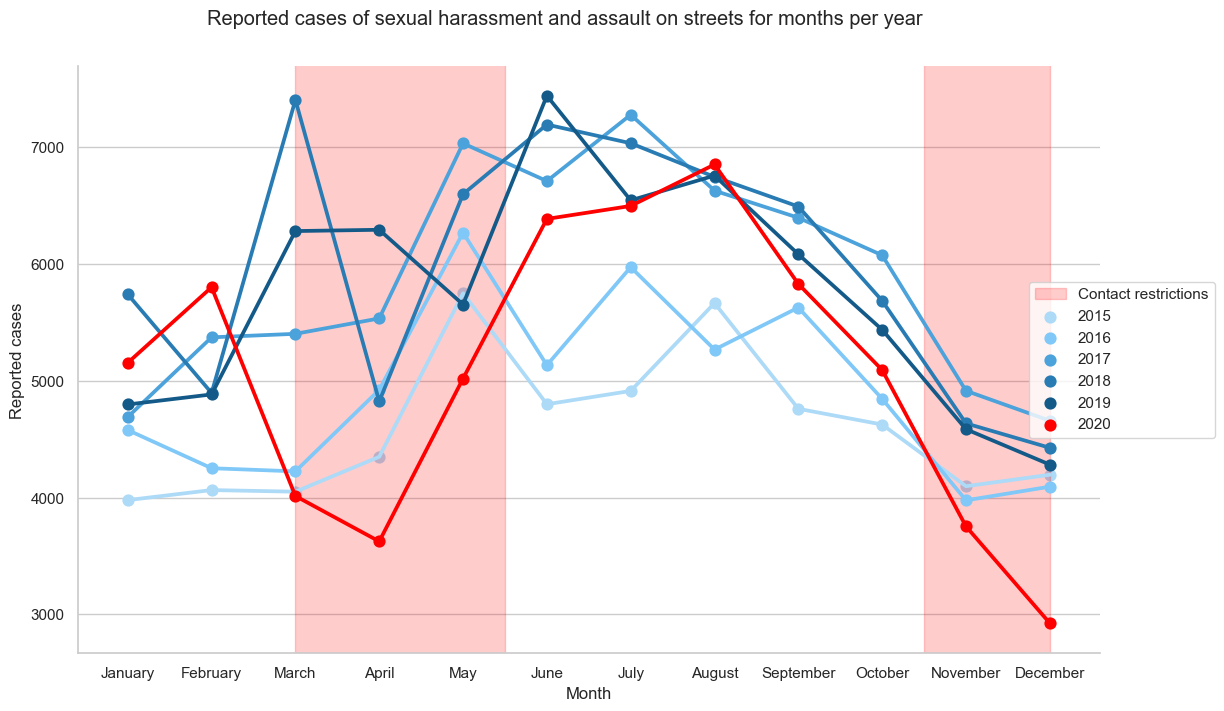 Reported cases of sexual harassment and assault on streets for months per year
Reported cases
7000
6000
5000
4000
3000
January February March April May June July August September October November December
Month
Contact restrictions
2015
2016
2017
2018
2019
2020